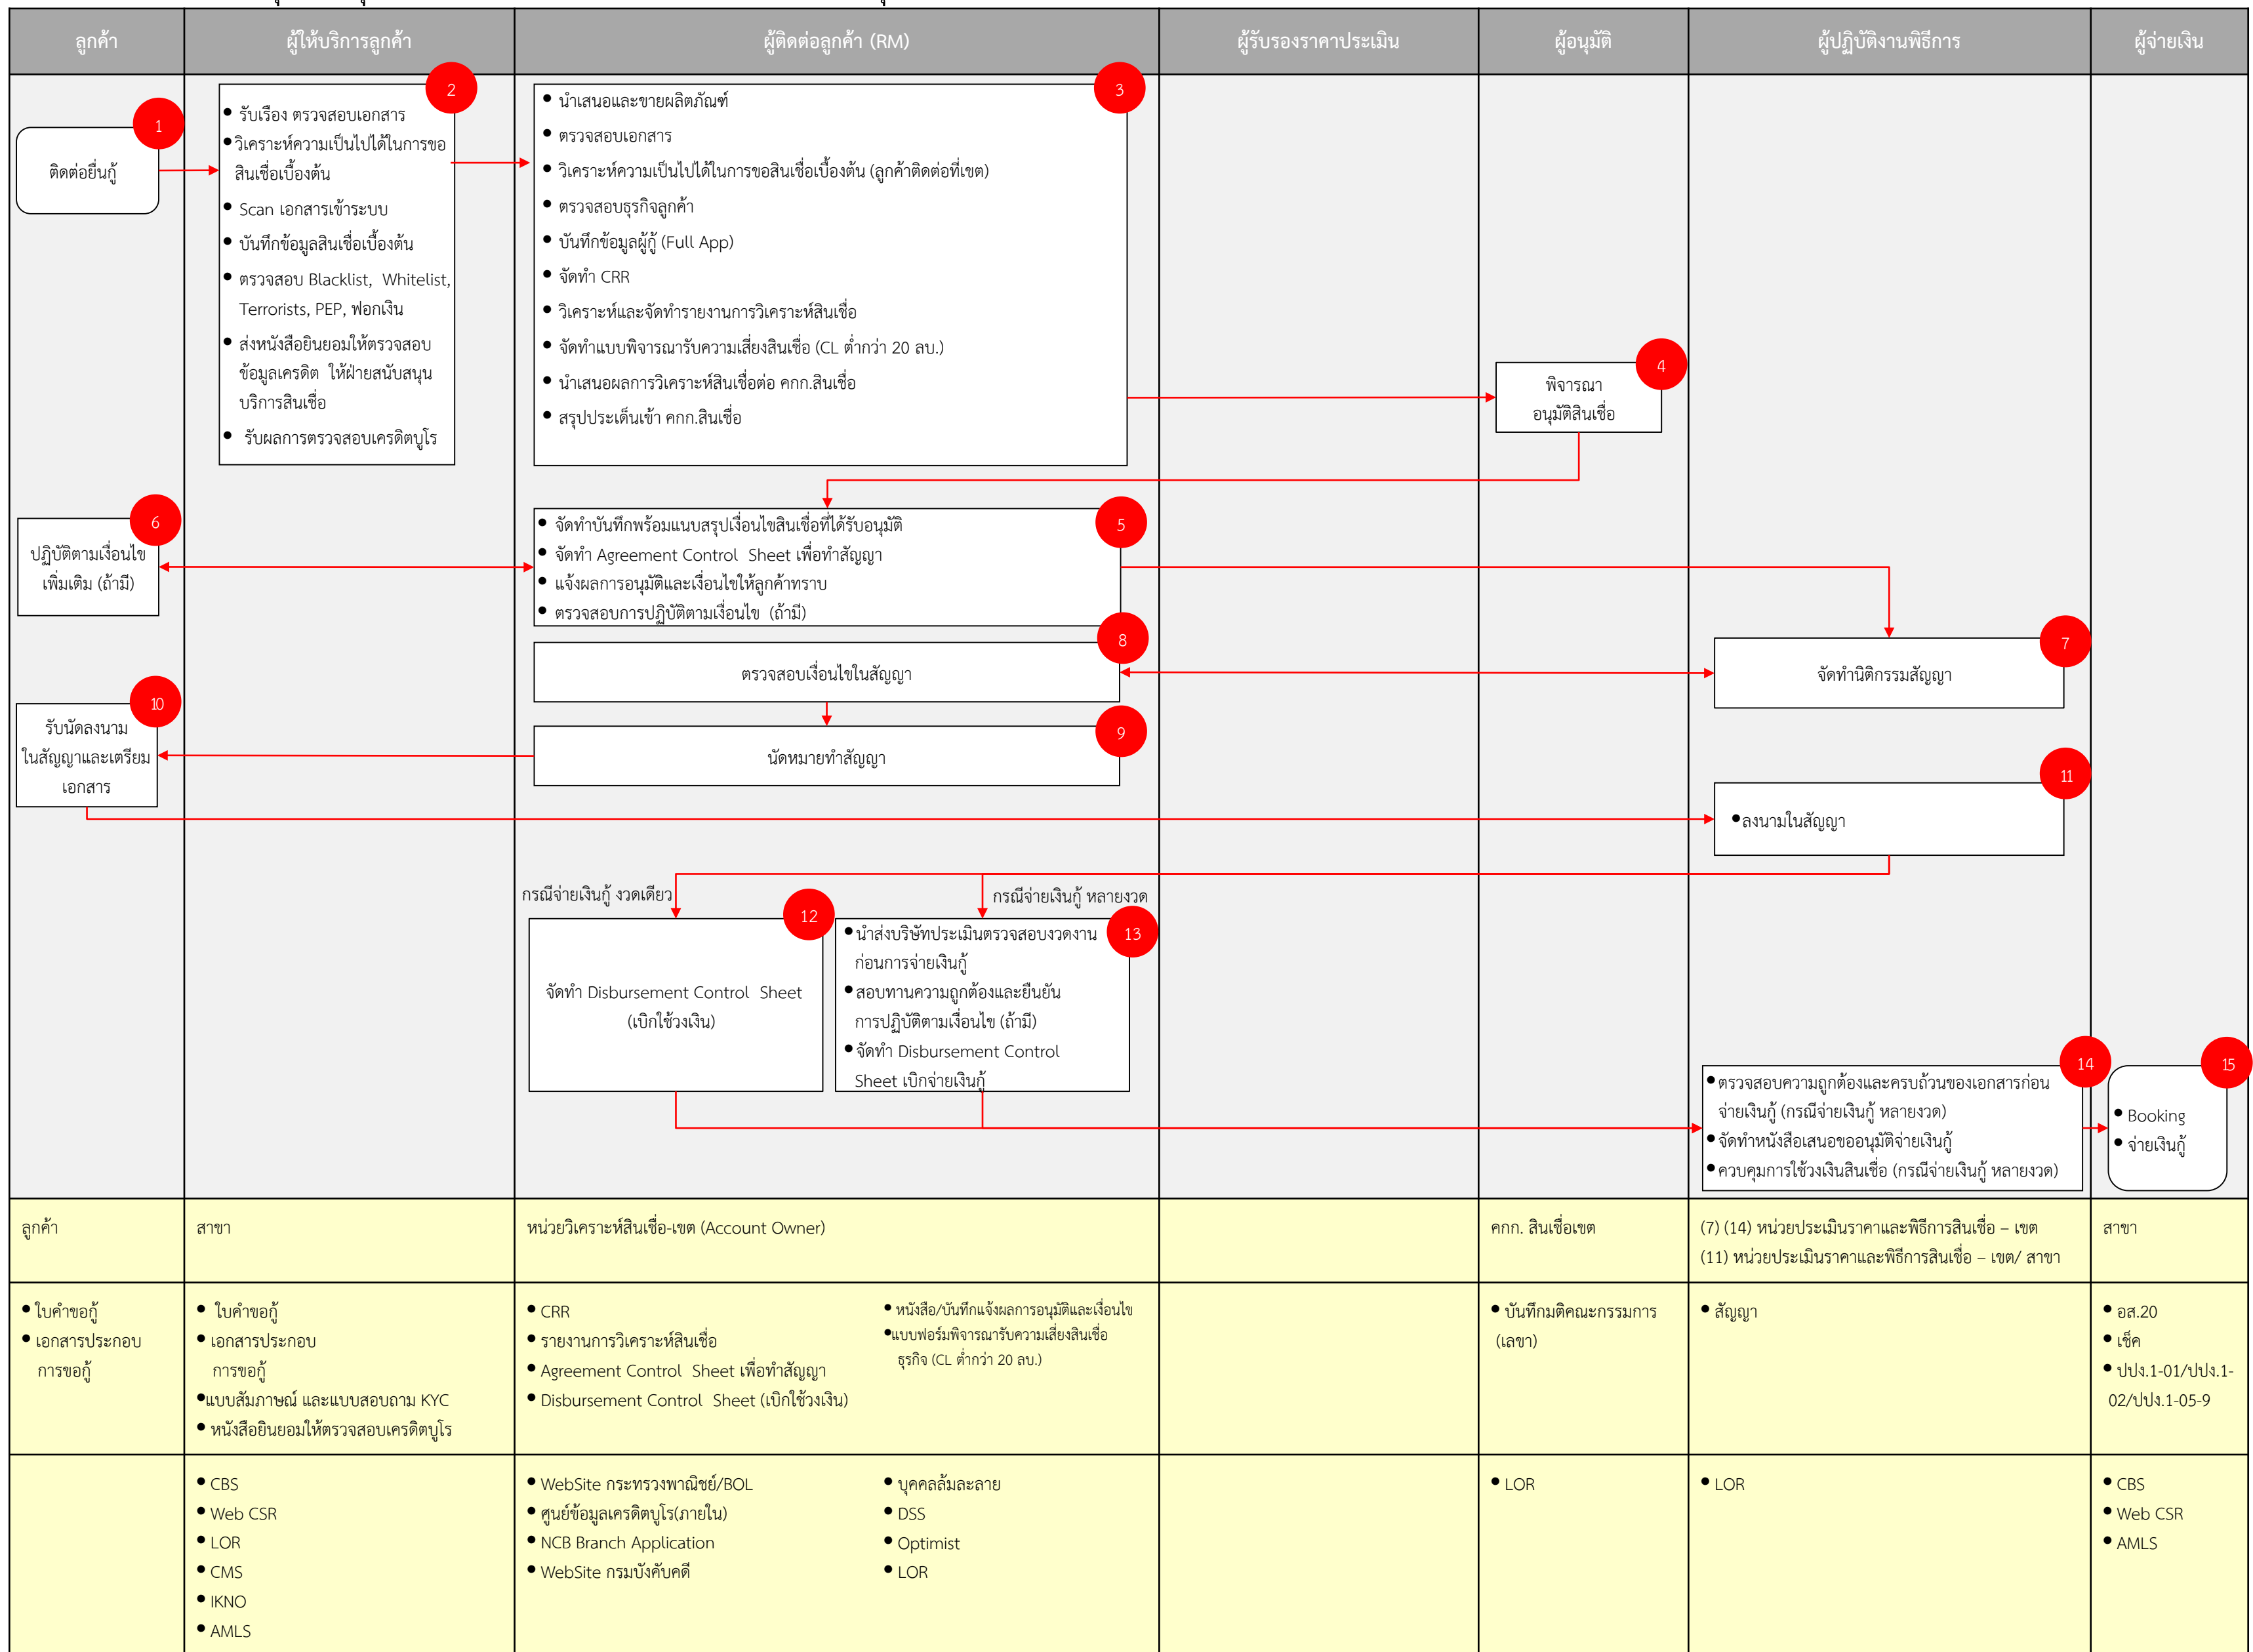 ลูกค้า
ผู้ให้บริการลูกค้า
ผู้ติดต่อลูกค้า (RM)
ผู้รับรองราคาประเมิน
ผู้อนุมัติ
ผู้ปฏิบัติงานพิธีการ
ผู้จ่ายเงิน
1
ติดต่อยื่นกู้
2
• รับเรื่อง ตรวจสอบเอกสาร
• วิเคราะห์ความเป็นไปได้ในการขอ
สินเชื่อเบื้องต้น
• Scan เอกสารเข้าระบบ
• บันทึกข้อมูลสินเชื่อเบื้องต้น
• ตรวจสอบ Blacklist, Whitelist,
Terrorists, PEP, ฟอกเงิน
• ส่งหนังสือยินยอมให้ตรวจสอบ
ข้อมูลเครดิต ให้ฝ่ายสนับสนุน
บริการสินเชื่อ
• รับผลการตรวจสอบเครดิตบูโร
3
• นำเสนอและขายผลิตภัณฑ์
• ตรวจสอบเอกสาร
• วิเคราะห์ความเป็นไปได้ในการขอสินเชื่อเบื้องต้น (ลูกค้าติดต่อที่เขต)
• ตรวจสอบธุรกิจลูกค้า
• บันทึกข้อมูลผู้กู้ (Full App)
• จัดทำ CRR
• วิเคราะห์และจัดทำรายงานการวิเคราะห์สินเชื่อ
• จัดทำแบบพิจารณารับความเสี่ยงสินเชื่อ (CL ต่ำกว่า 20 ลบ.)
• นำเสนอผลการวิเคราะห์สินเชื่อต่อ คกก.สินเชื่อ
• สรุปประเด็นเข้า คกก.สินเชื่อ
4
พิจารณา
อนุมัติสินเชื่อ
5
• จัดทำบันทึกพร้อมแนบสรุปเงื่อนไขสินเชื่อที่ได้รับอนุมัติ
• จัดทำ Agreement Control Sheet เพื่อทำสัญญา
• แจ้งผลการอนุมัติและเงื่อนไขให้ลูกค้าทราบ
• ตรวจสอบการปฏิบัติตามเงื่อนไข (ถ้ามี)
6
ปฏิบัติตามเงื่อนไข
เพิ่มเติม (ถ้ามี)
7
จัดทำนิติกรรมสัญญา
8
ตรวจสอบเงื่อนไขในสัญญา
9
นัดหมายทำสัญญา
10
รับนัดลงนาม
ในสัญญาและเตรียม
เอกสาร
11
• ลงนามในสัญญา
กรณีจ่ายเงินกู้ งวดเดียว
กรณีจ่ายเงินกู้ หลายงวด
12
จัดทำ Disbursement Control Sheet
(เบิกใช้วงเงิน)
13
• นำส่งบริษัทประเมินตรวจสอบงวดงาน
ก่อนการจ่ายเงินกู้
• สอบทานความถูกต้องและยืนยัน
การปฏิบัติตามเงื่อนไข (ถ้ามี)
• จัดทำ Disbursement Control
Sheet เบิกจ่ายเงินกู้
14
• ตรวจสอบความถูกต้องและครบถ้วนของเอกสารก่อน
จ่ายเงินกู้ (กรณีจ่ายเงินกู้ หลายงวด)
• จัดทำหนังสือเสนอขออนุมัติจ่ายเงินกู้
• ควบคุมการใช้วงเงินสินเชื่อ (กรณีจ่ายเงินกู้ หลายงวด)
15
• Booking
• จ่ายเงินกู้
ลูกค้า
สาขา
หน่วยวิเคราะห์สินเชื่อ-เขต (Account Owner)
คกก. สินเชื่อเขต
(7) (14) หน่วยประเมินราคาและพิธีการสินเชื่อ – เขต
(11) หน่วยประเมินราคาและพิธีการสินเชื่อ – เขต/ สาขา
สาขา
• ใบคำขอกู้
• เอกสารประกอบ
การขอกู้
• ใบคำขอกู้
• เอกสารประกอบ
การขอกู้
•แบบสัมภาษณ์ และแบบสอบถาม KYC
• หนังสือยินยอมให้ตรวจสอบเครดิตบูโร
• CRR
• รายงานการวิเคราะห์สินเชื่อ
• Agreement Control Sheet เพื่อทำสัญญา
• Disbursement Control Sheet (เบิกใช้วงเงิน)
• หนังสือ/บันทึกแจ้งผลการอนุมัติและเงื่อนไข
•แบบฟอร์มพิจารณารับความเสี่ยงสินเชื่อ
ธุรกิจ (CL ต่ำกว่า 20 ลบ.)
• บันทึกมติคณะกรรมการ
(เลขา)
• สัญญา
• อส.20
• เช็ค
• ปปง.1-01/ปปง.1-
02/ปปง.1-05-9
• CBS
• Web CSR
• LOR
• CMS
• IKNO
• AMLS
• WebSite กระทรวงพาณิชย์/BOL
• ศูนย์ข้อมูลเครดิตบูโร(ภายใน)
• NCB Branch Application
• WebSite กรมบังคับคดี
• บุคคลล้มละลาย
• DSS
• Optimist
• LOR
• LOR
• LOR
• CBS
• Web CSR
• AMLS